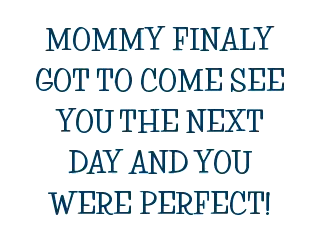 MOMMY FINALY
GOT TO COME SEE
YOU THE NEXT
DAY AND YOU
WERE PERFECT!